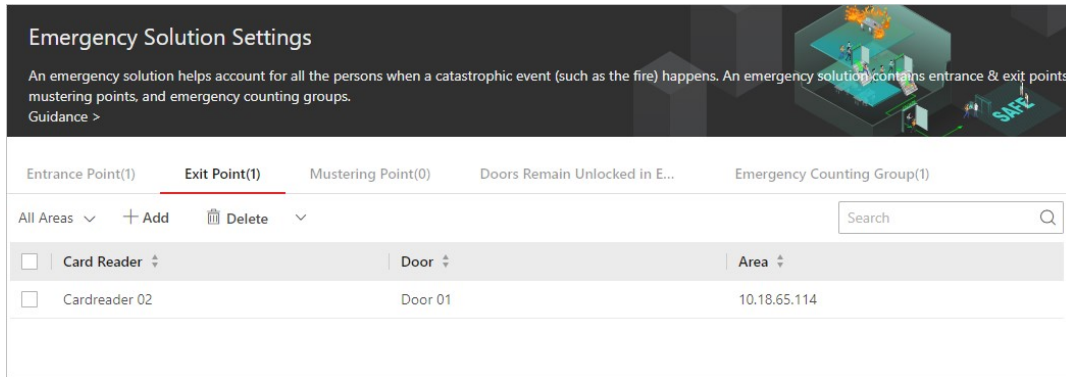 Emergency Solution Settings
An emergency solution helps account for all the persons when a catastrophic event (such as the fire) happens. An emergency solution contains entrance & exit points
mustering points, and emergency counting groups.
Guidance >
SAFE
Entrance Point(1) Exit Point(1) Mustering Point(0) Doors Remain Unlocked in E... Emergency Counting Group(1)
All Areas + Add Delete Search
Card Reader Door Area
Cardreader 02 Door 01 10.18.65.114